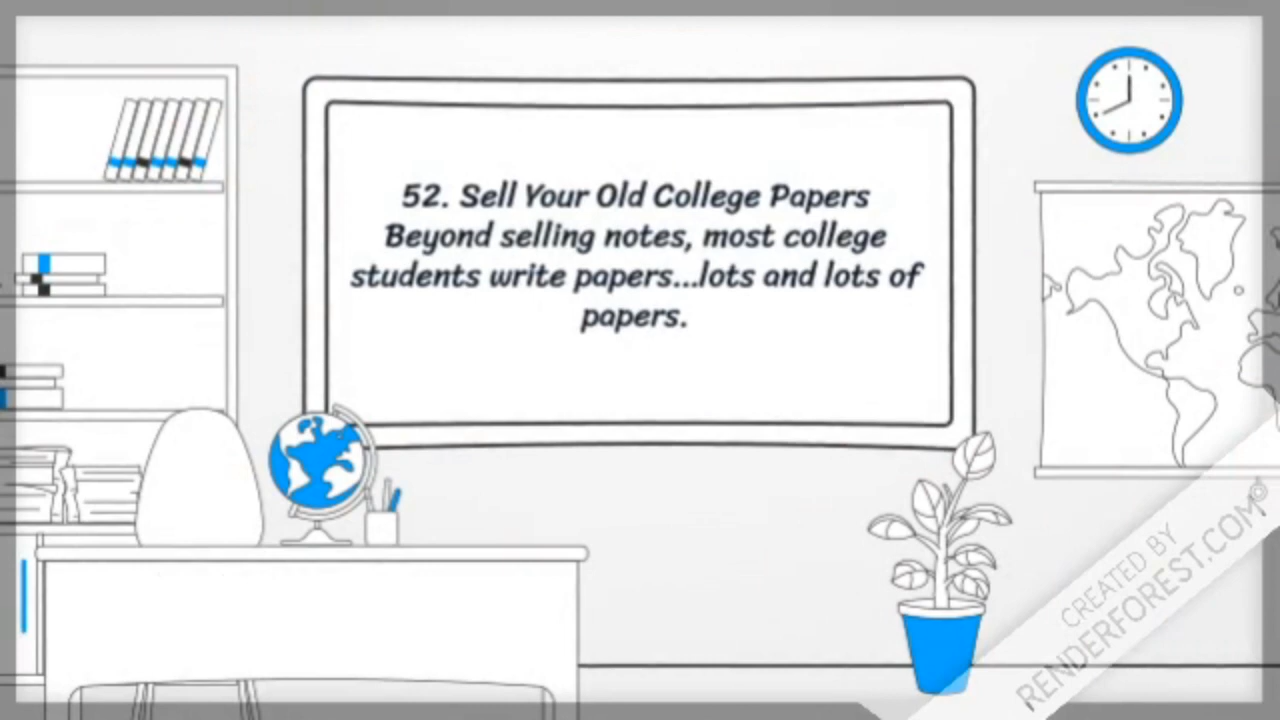 52. Sell Your Old College Papers
Beyond selling notes, most college
students write papers...lots and lots of
papers.
CREATED BY
RENDERFOREST.COM